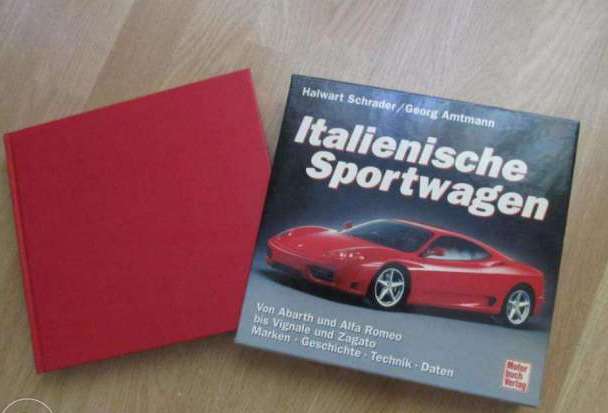 Halwart Schrader/Georg Amtmann
Italienische
Sportwagen
Von Abarth und Alfa Romeo
bis Vignale und Zagato
Marken · Geschichte · Technik · Daten
Motor
buch
Verlag